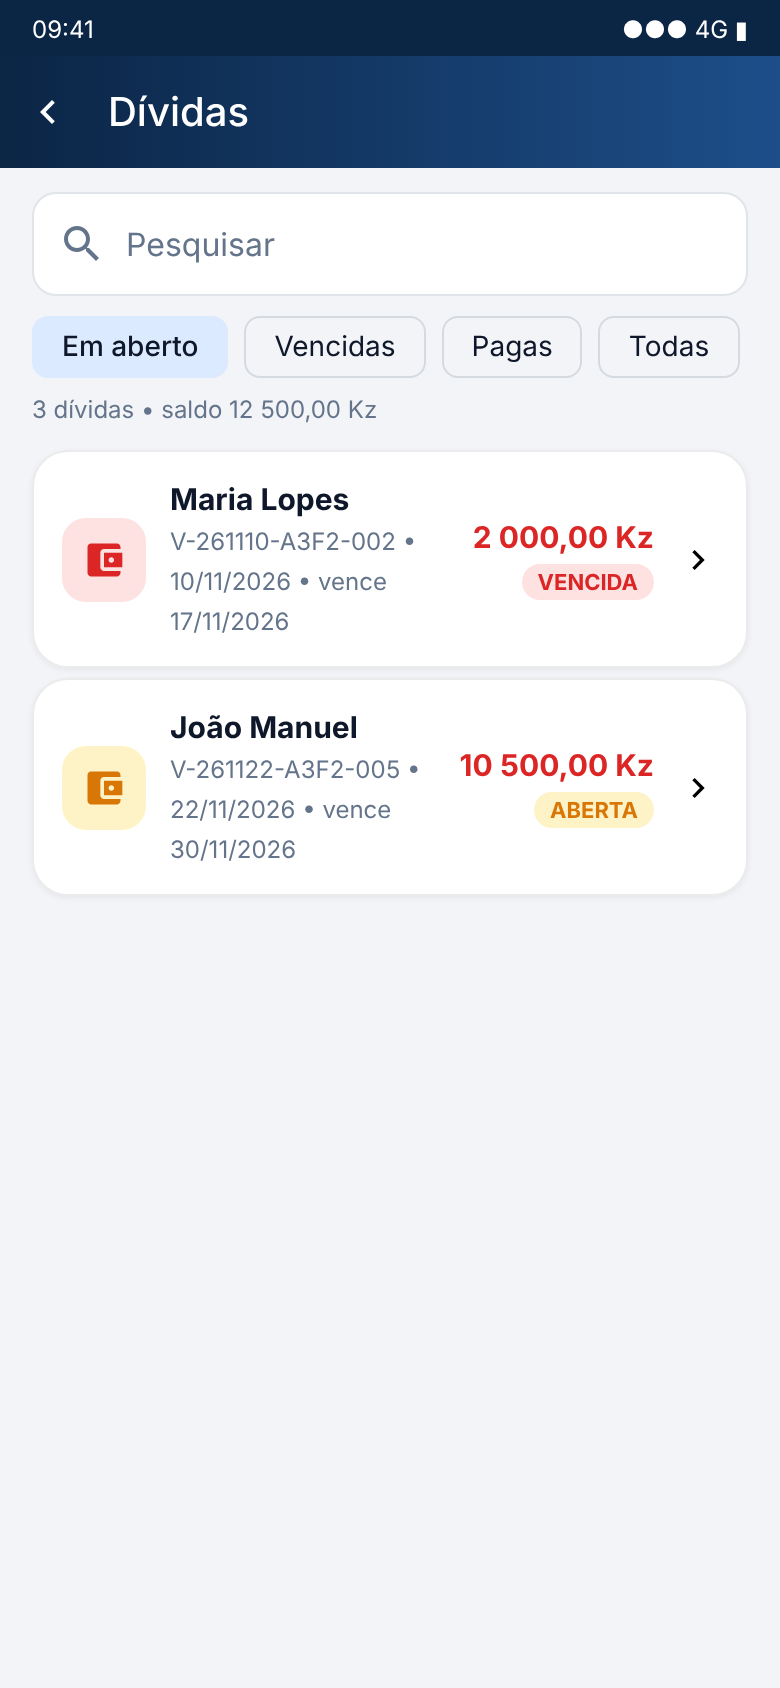 09:41
4G
Dívidas
Pesquisar
Em aberto Vencidas Pagas Todas
3 dívidas • saldo 12 500,00 Kz
Maria Lopes
V-261110-A3F2-002 •
10/11/2026 • vence
17/11/2026
2 000,00 Kz
VENCIDA
João Manuel
V-261122-A3F2-005 •
22/11/2026 • vence
30/11/2026
10 500,00 Kz
ABERTA